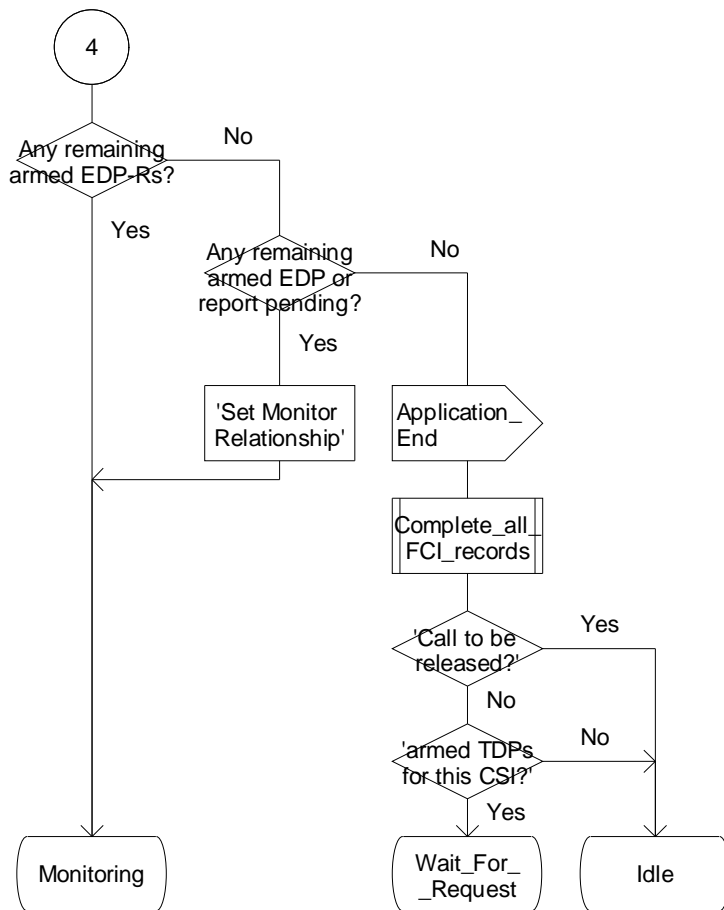 4
Any remaining
armed EDP-Rs?
No
Yes
Any remaining
armed EDP or
report pending?
No
Yes
'Set Monitor
Relationship'
Application_
End
Complete_all_
FCI_records
'Call to be
released?'
Yes
No
'armed TDPs
for this CSI?'
No
Yes
Monitoring
Wait_For_
_Request
Idle